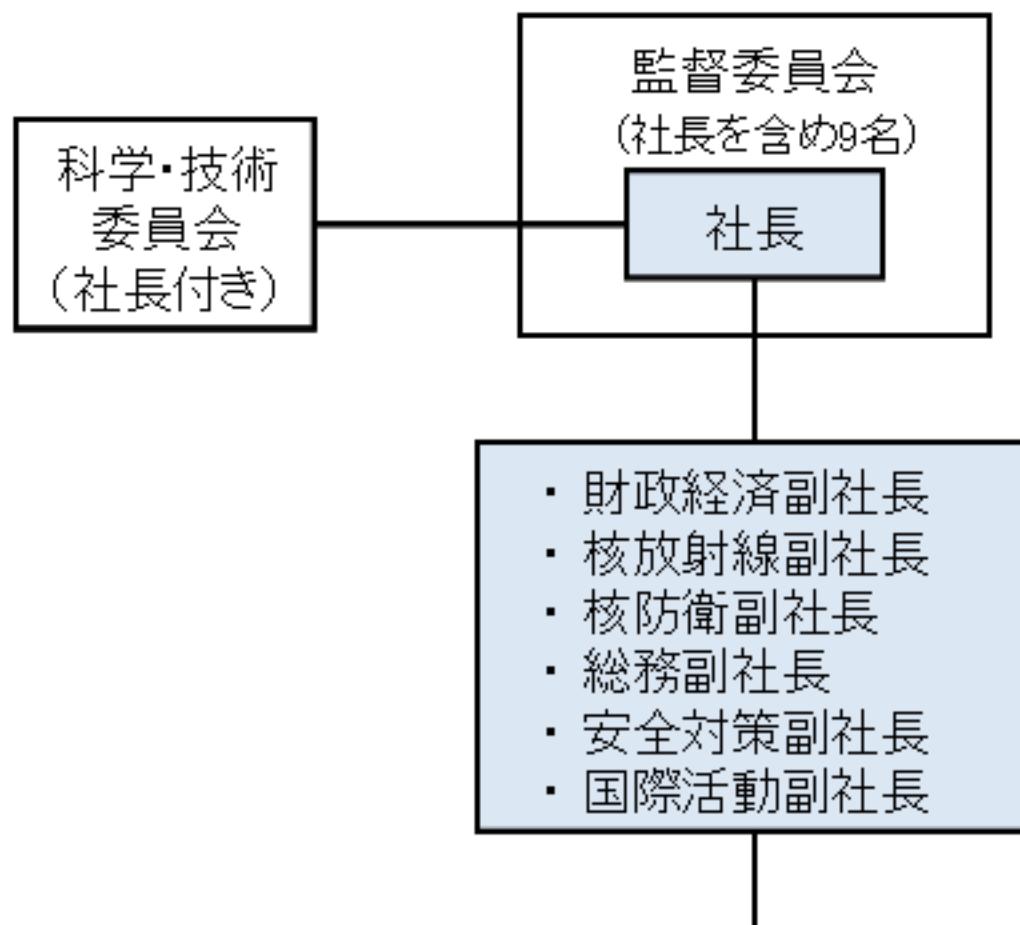 監督委員会
(社長を含め9名)
社長
科学・技術
委員会
(社長付き)
・ 財政経済副社長
・ 核放射線副社長
・ 核防衛副社長
・ 総務副社長
・ 安全対策副社長
・ 国際活動副社長